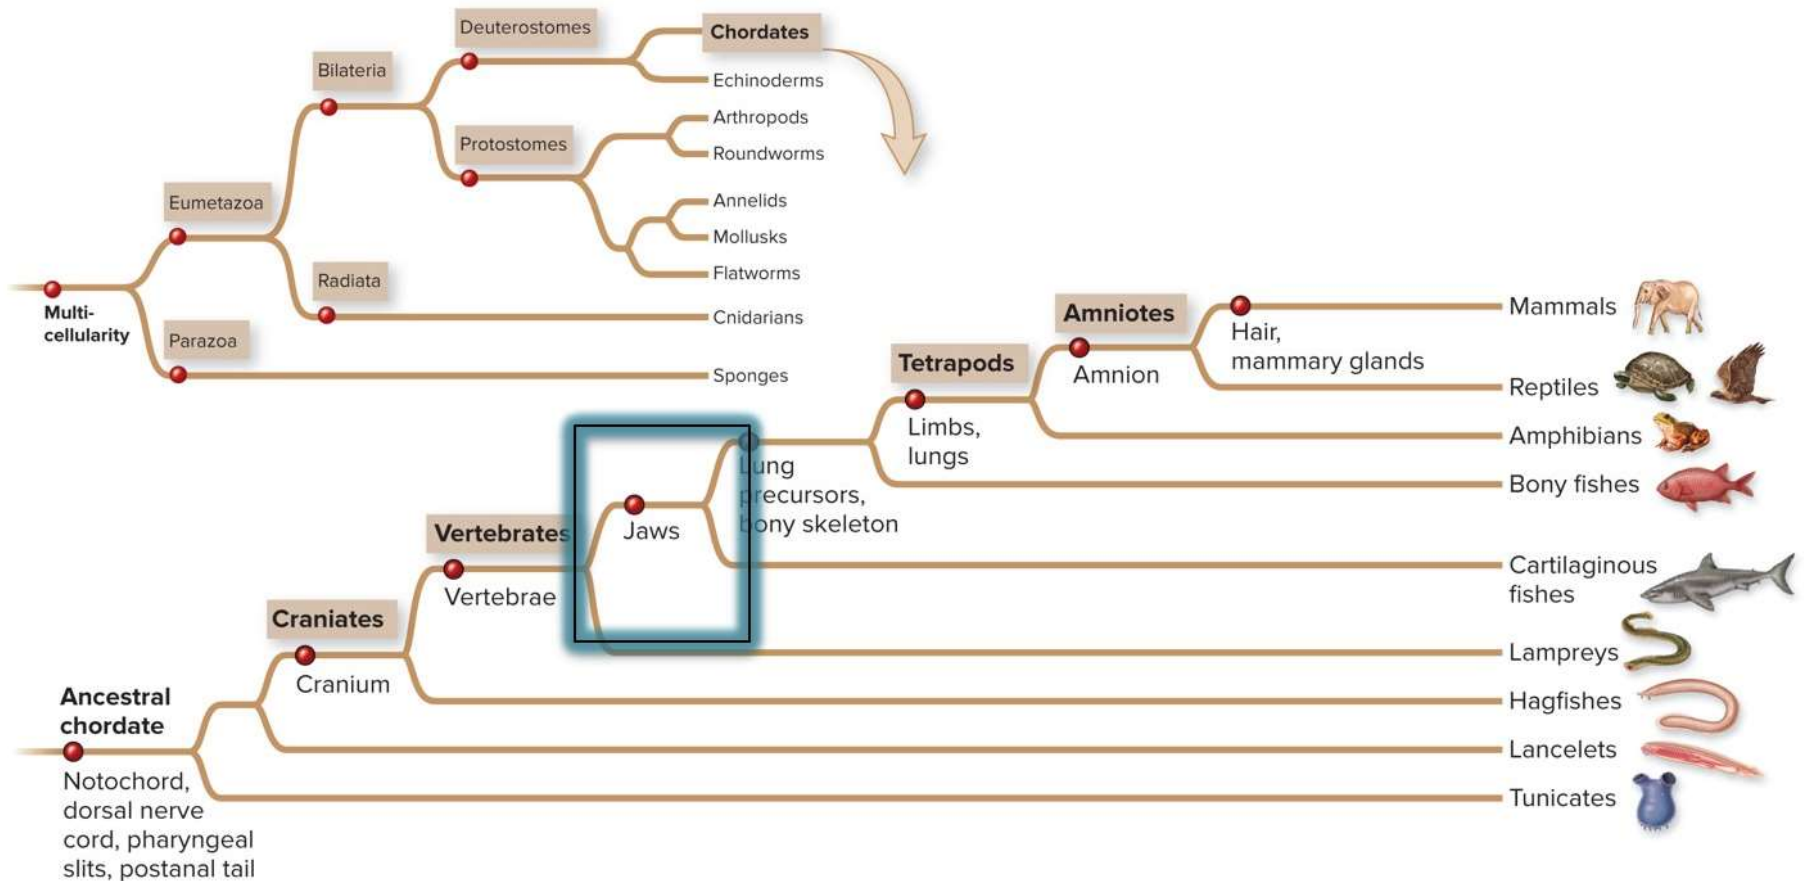 Deuterostomes
Chordates
Bilateria
Echinoderms
Arthropods
Protostomes
Roundworms
Eumetazoa
Annelids
Mollusks
Flatworms
Radiata
Multi-
cellularity
Cnidarians
Parazoa
Sponges
Amniotes
Mammals
Hair,
mammary glands
Tetrapods
Amnion
Reptiles
Limbs,
lungs
Amphibians
Lung
precursors,
bony skeleton
Bony fishes
Vertebrates
Jaws
Cartilaginous
fishes
Vertebrae
Craniates
Lampreys
Cranium
Hagfishes
Ancestral
chordate
Lancelets
Notochord,
dorsal nerve
cord, pharyngeal
slits, postanal tail
Tunicates